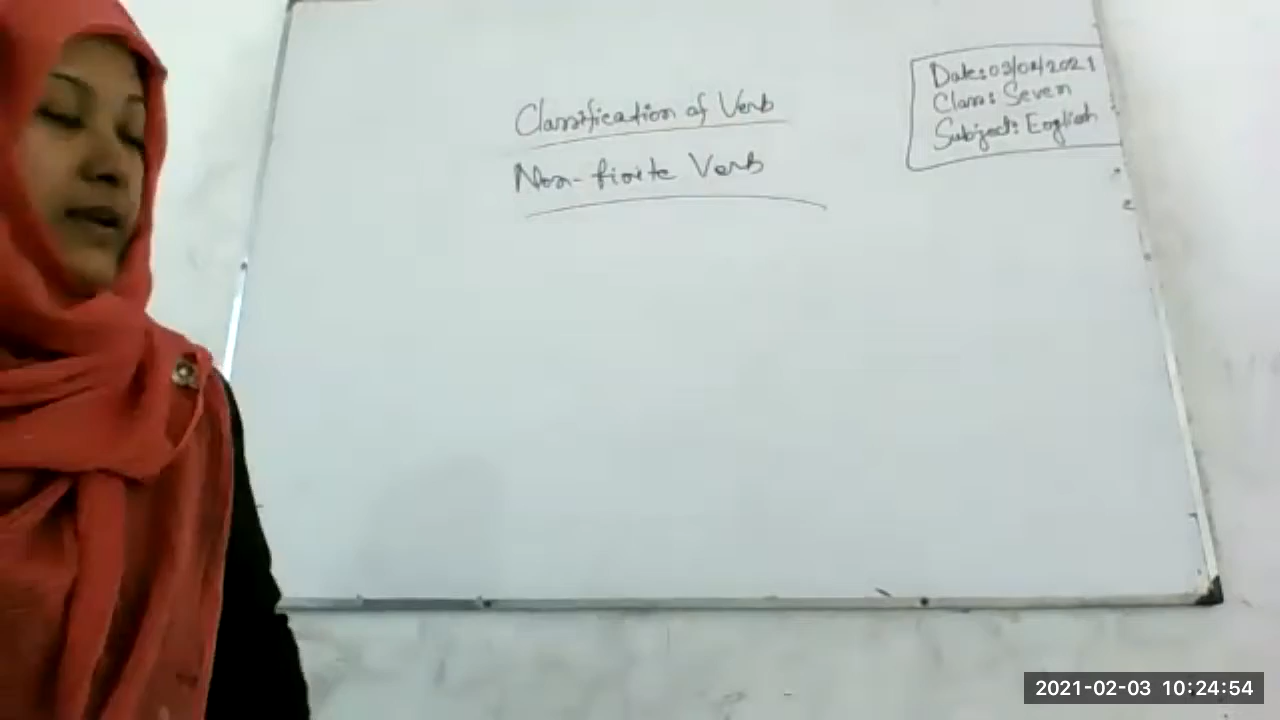 Classification of Verb
Non-finite Verb
Date: 03/02/2021
Class: Seven
Subject: English
2021-02-03 10:24:54